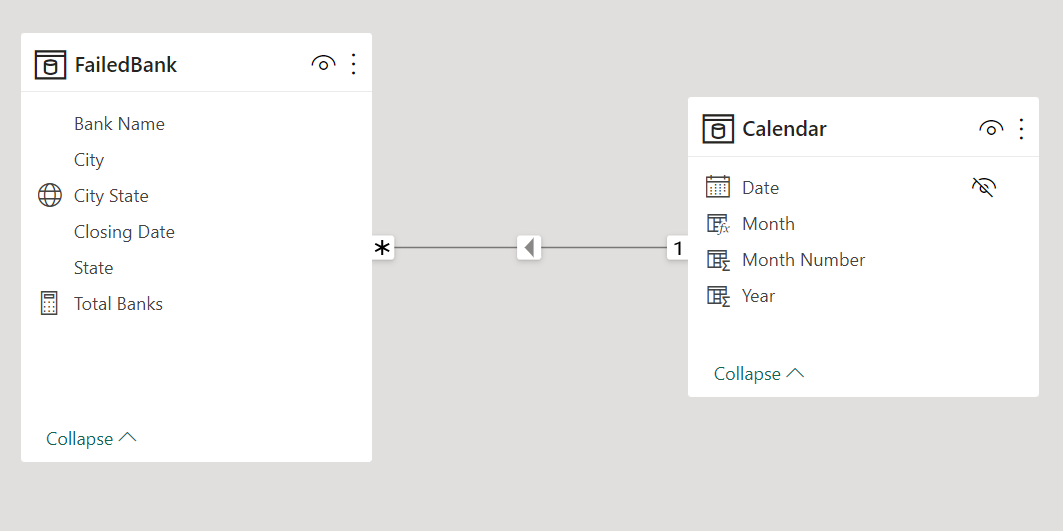 FailedBank
Bank Name
City
City State
Closing Date
State
Total Banks
Collapse
* 1
Calendar
Date
Month
Month Number
Year
Collapse